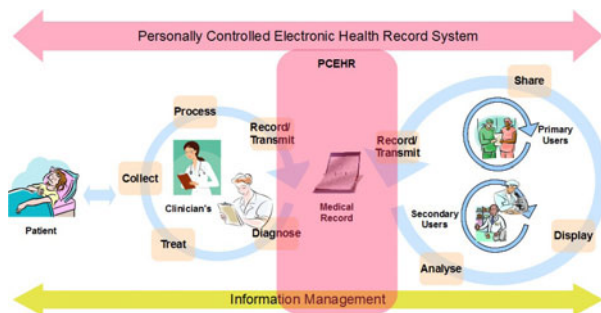 Personally Controlled Electronic Health Record System
PCEHR
Share
Process
Record/
Transmit
Record/
Transmit
Primary
Users
Collect
Clinician's
Medical
Record
Secondary
Users
Patient
Treat
Diagnose
Display
Analyse
Information Management